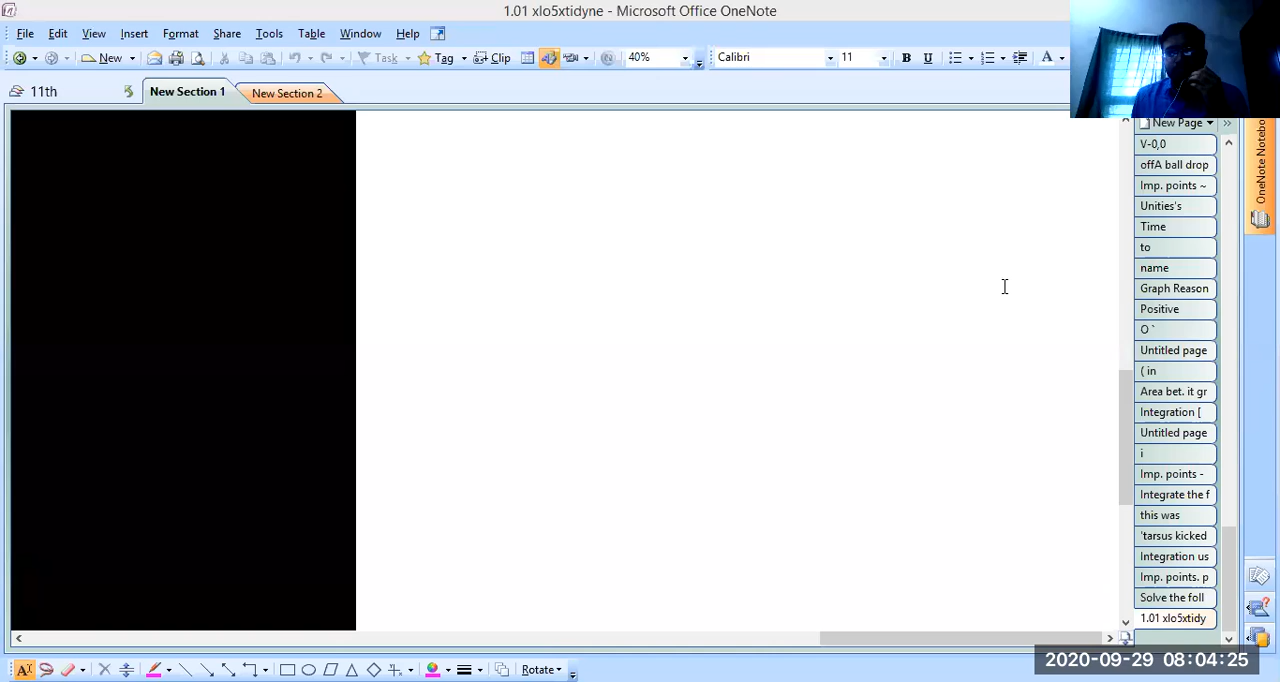 1.01 xlo5xtidyne - Microsoft Office OneNote
File Edit View Insert Format Share Tools Table Window Help
New Task Tag Clip 40% Calibri 11 B U A
11th New Section 1 New Section 2
New Page
V-0,0
offA ball drop
Imp. points ~
Unities's
Time
to
name
Graph Reason
Positive
O `
Untitled page
( in
Area bet. it gr
Integration [
Untitled page
i
Imp. points -
Integrate the f
this was
'tarsus kicked
Integration us
Imp. points. p
Solve the foll
1.01 xlo5xtidy
OneNote Notebo
2020-09-29 08:04:25
Rotate